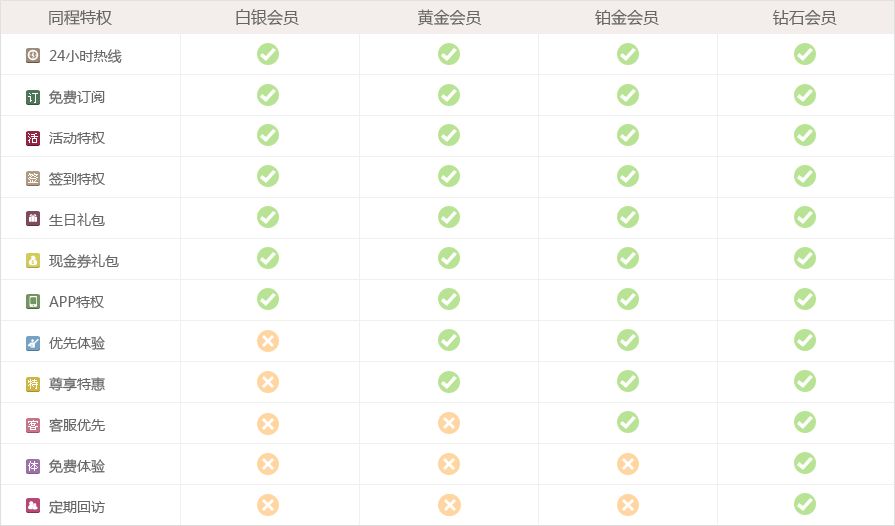 同程特权 白银会员 黄金会员 铂金会员 钻石会员
24小时热线
订 免费订阅
活 活动特权
签 签到特权
生日礼包
现金券礼包
APP特权
优先体验
特 尊享特惠
客 客服优先
体 免费体验
定期回访